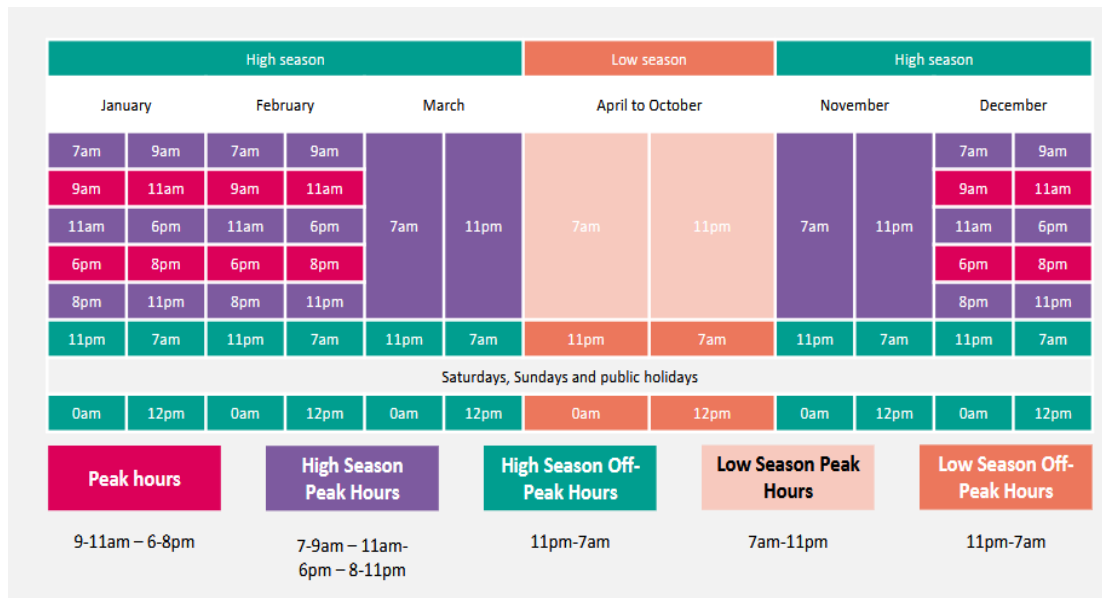 High season Low season High season
January February March April to October November December
7am 9am 7am 9am 7am 9am
9am 11am 9am 11am 9am 11am
11am 6pm 11am 6pm 7am 11pm 7am 11pm 7am 11pm 11am 6pm
6pm 8pm 6pm 8pm 6pm 8pm
8pm 11pm 8pm 11pm 8pm 11pm
11pm 7am 11pm 7am 11pm 7am 11pm 7am 11pm 7am 11pm 7am
Saturdays, Sundays and public holidays
0am 12pm 0am 12pm 0am 12pm 0am 12pm 0am 12pm 0am 12pm
Peak hours
High Season
Peak Hours
High Season Off-
Peak Hours
Low Season Peak
Hours
Low Season Off-
Peak Hours
9-11am – 6-8pm
7-9am – 11am-
6pm – 8-11pm
11pm-7am
7am-11pm
11pm-7am